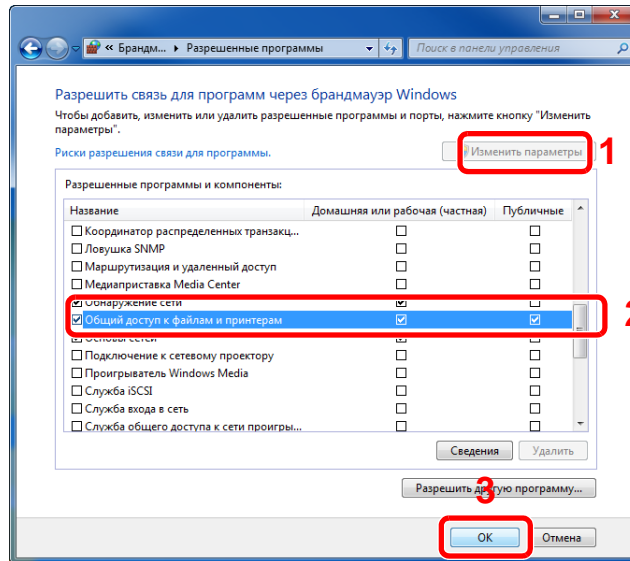 « Брандм... ▸ Разрешенные программы
Поиск в панели управления
Разрешить связь для программ через брандмауэр Windows
Чтобы добавить, изменить или удалить разрешенные программы и порты, нажмите кнопку "Изменить
параметры".
Риски разрешения связи для программы.
Изменить параметры
1
Разрешенные программы и компоненты:
Название Домашняя или рабочая (частная) Публичные
Координатор распределенных транзакц...
Ловушка SNMP
Маршрутизация и удаленный доступ
Медиаприставка Media Center
Обнаружение сети
Общий доступ к файлам и принтерам
2
Основы сетей
Подключение к сетевому проектору
Проигрыватель Windows Media
Служба iSCSI
Служба входа в сеть
Служба общего доступа к сети проигры...
Сведения Удалить
Разрешить другую программу...
3
OK Отмена